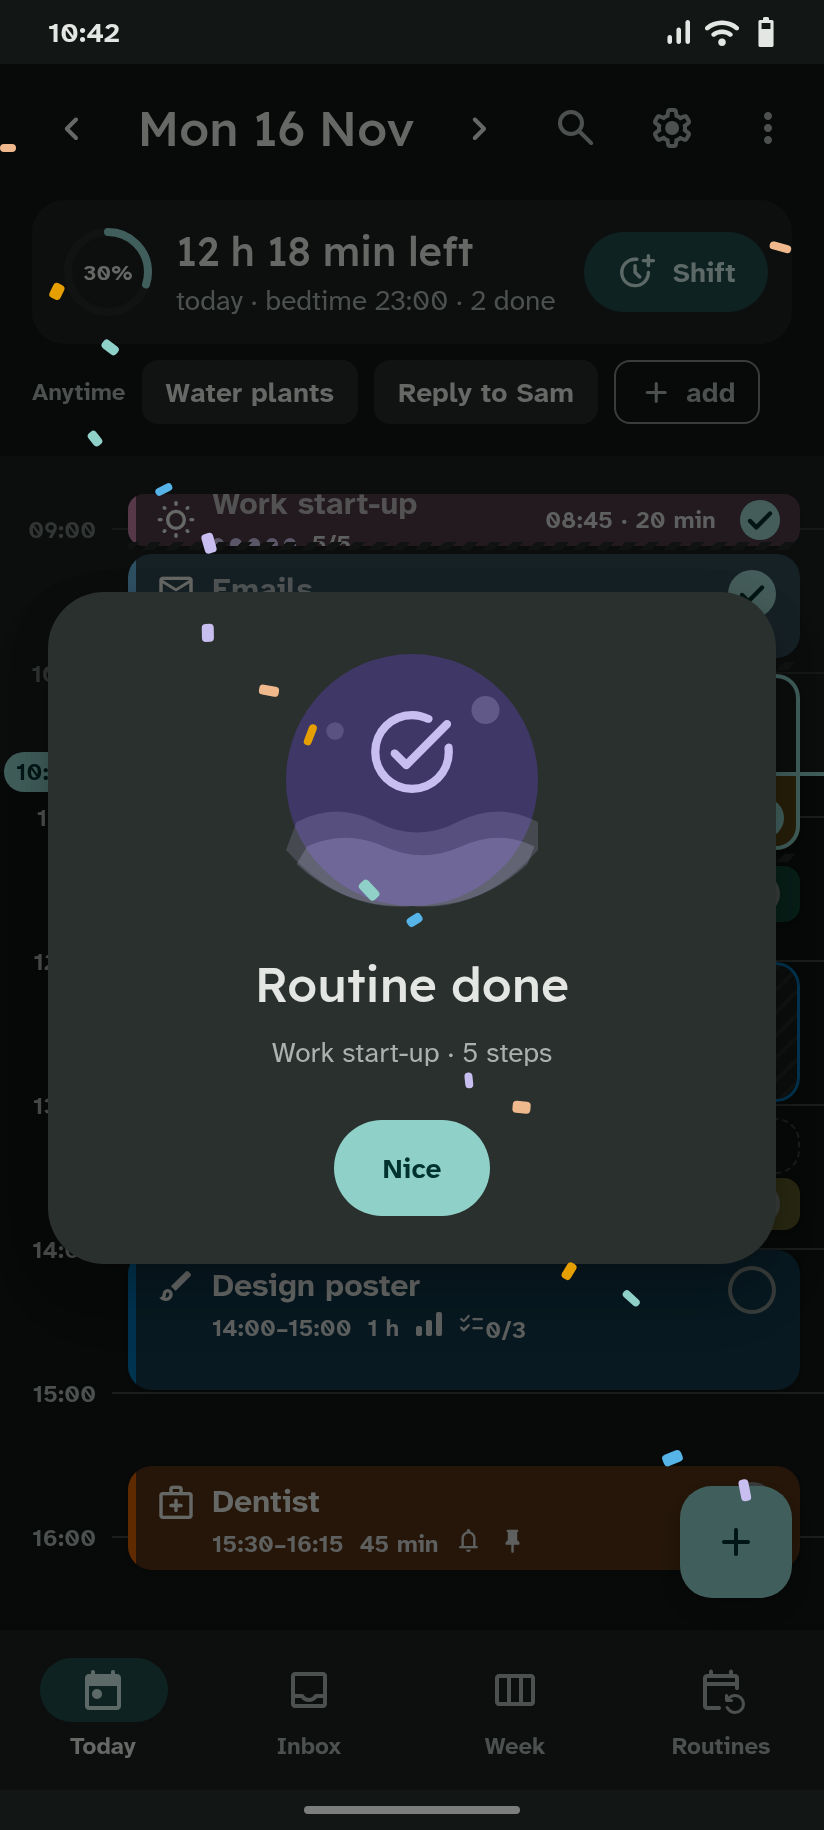 10:42
Mon 16 Nov
30%
12 h 18 min left
today · bedtime 23:00 · 2 done
Shift
Anytime
Water plants
Reply to Sam
+ add
09:00
Work start-up
5/5
08:45 · 20 min
Emails
Routine done
Work start-up · 5 steps
Nice
Design poster
14:00–15:00 1 h 0/3
15:00
Dentist
15:30–16:15 45 min
16:00
Today
Inbox
Week
Routines